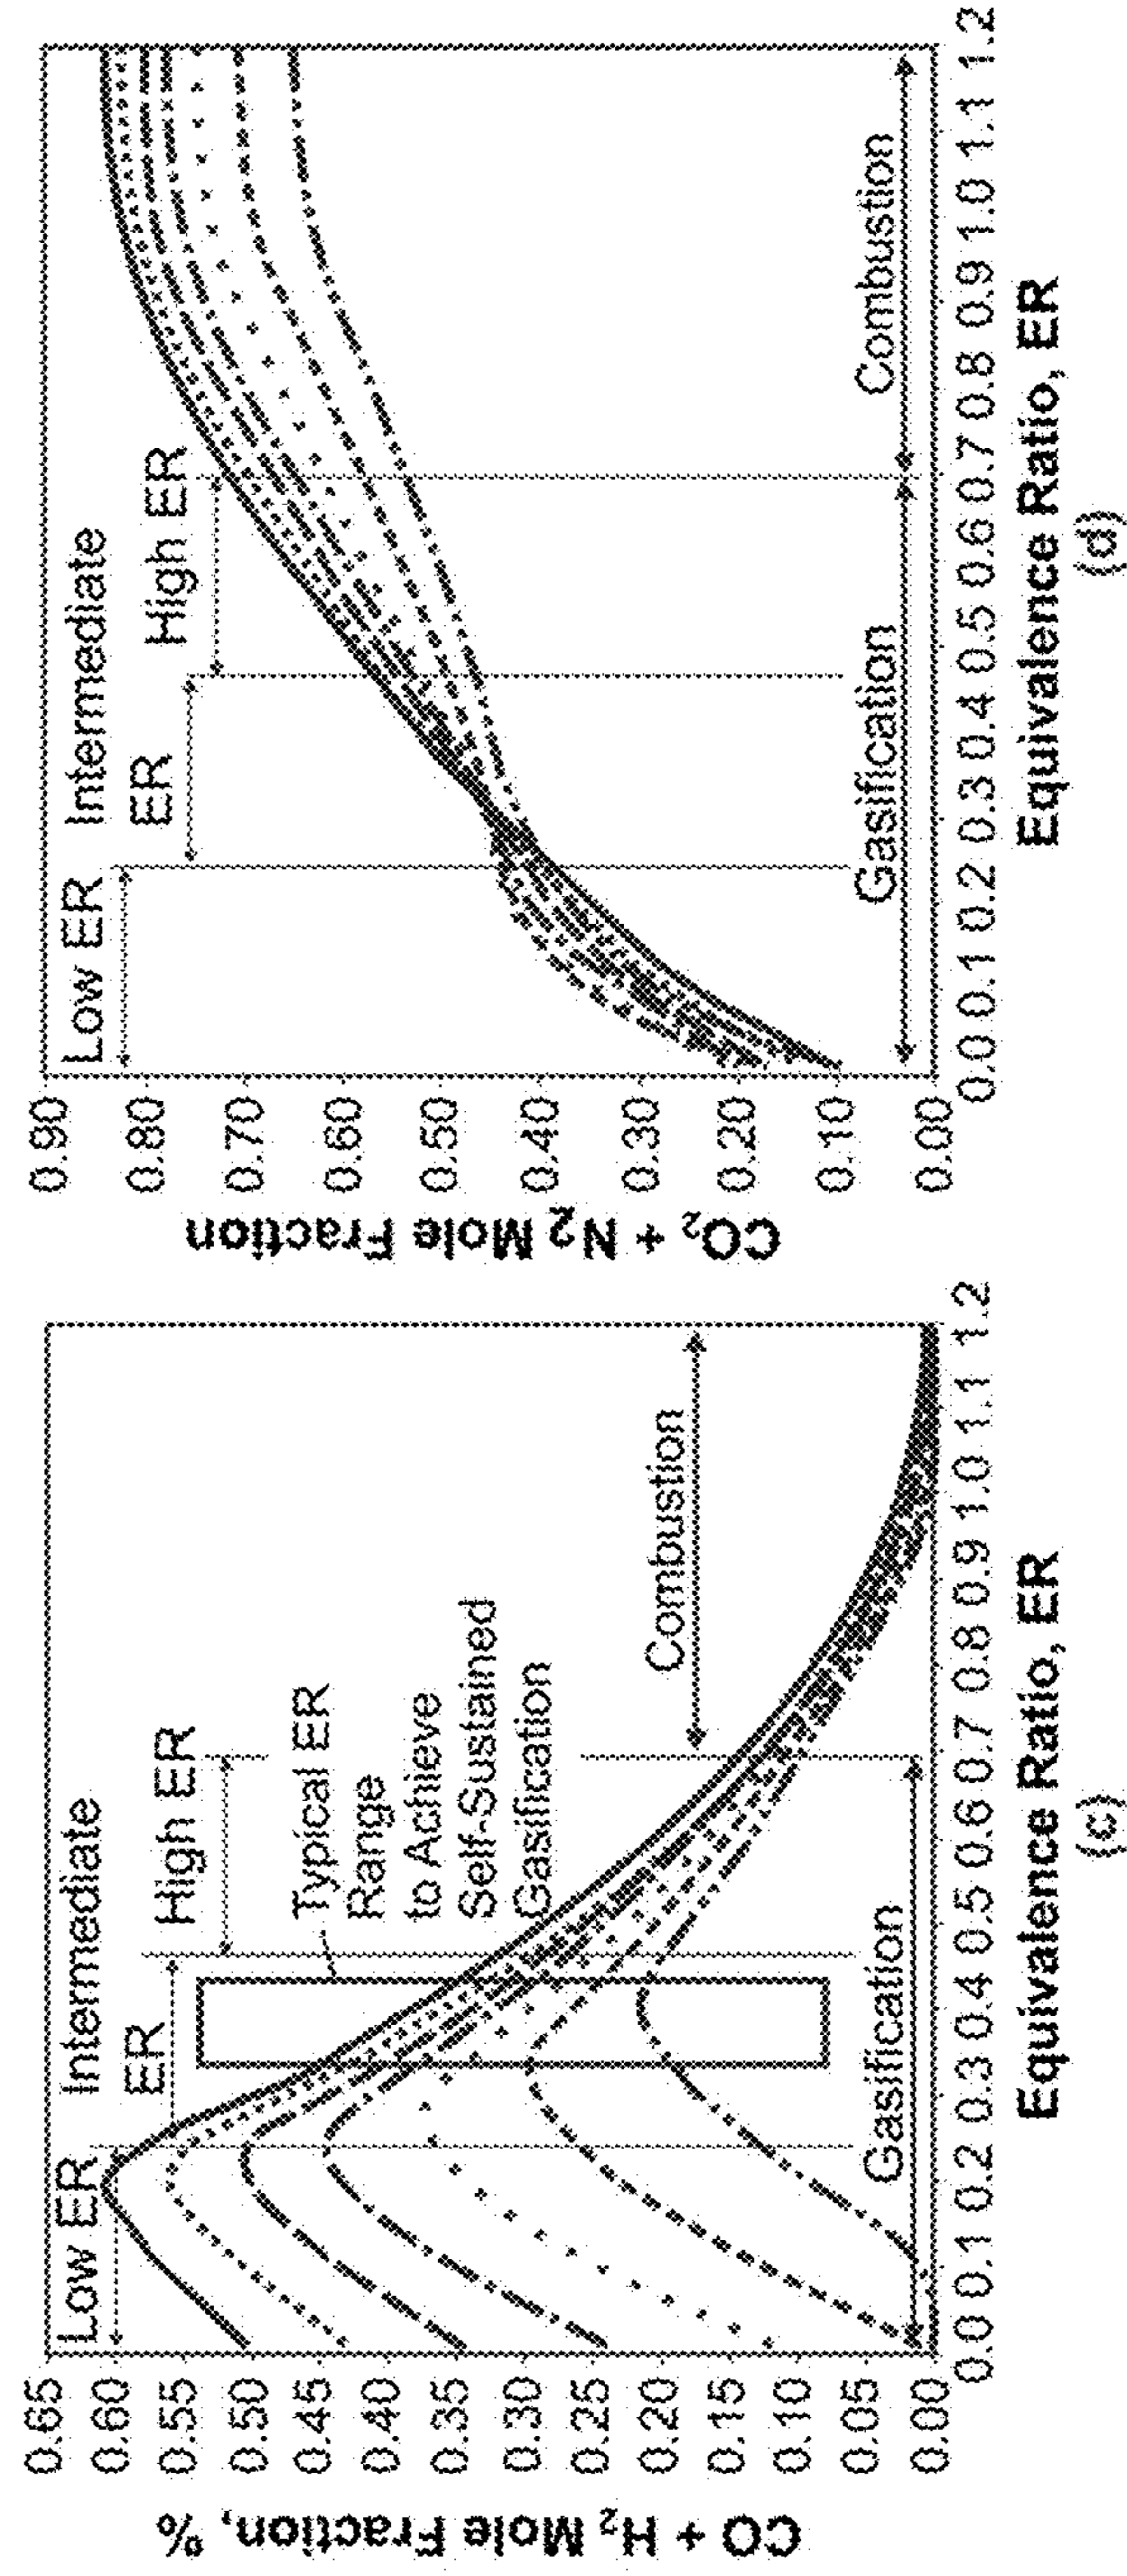 CO + H₂ Mole Fraction, %
0.65
0.60
0.55
0.50
0.45
0.40
0.35
0.30
0.25
0.20
0.15
0.10
0.05
0.00
Low ER
Intermediate
ER
High ER
Typical ER
Range
to Achieve
Self-Sustained
Gasification
Combustion
Gasification
0.0 0.1 0.2 0.3 0.4 0.5 0.6 0.7 0.8 0.9 1.0 1.1 1.2
Equivalence Ratio, ER
(c)
CO₂ + N₂ Mole Fraction
0.90
0.80
0.70
0.60
0.50
0.40
0.30
0.20
0.10
0.00
Low ER
Intermediate
ER
High ER
Gasification
Combustion
0.0 0.1 0.2 0.3 0.4 0.5 0.6 0.7 0.8 0.9 1.0 1.1 1.2
Equivalence Ratio, ER
(d)